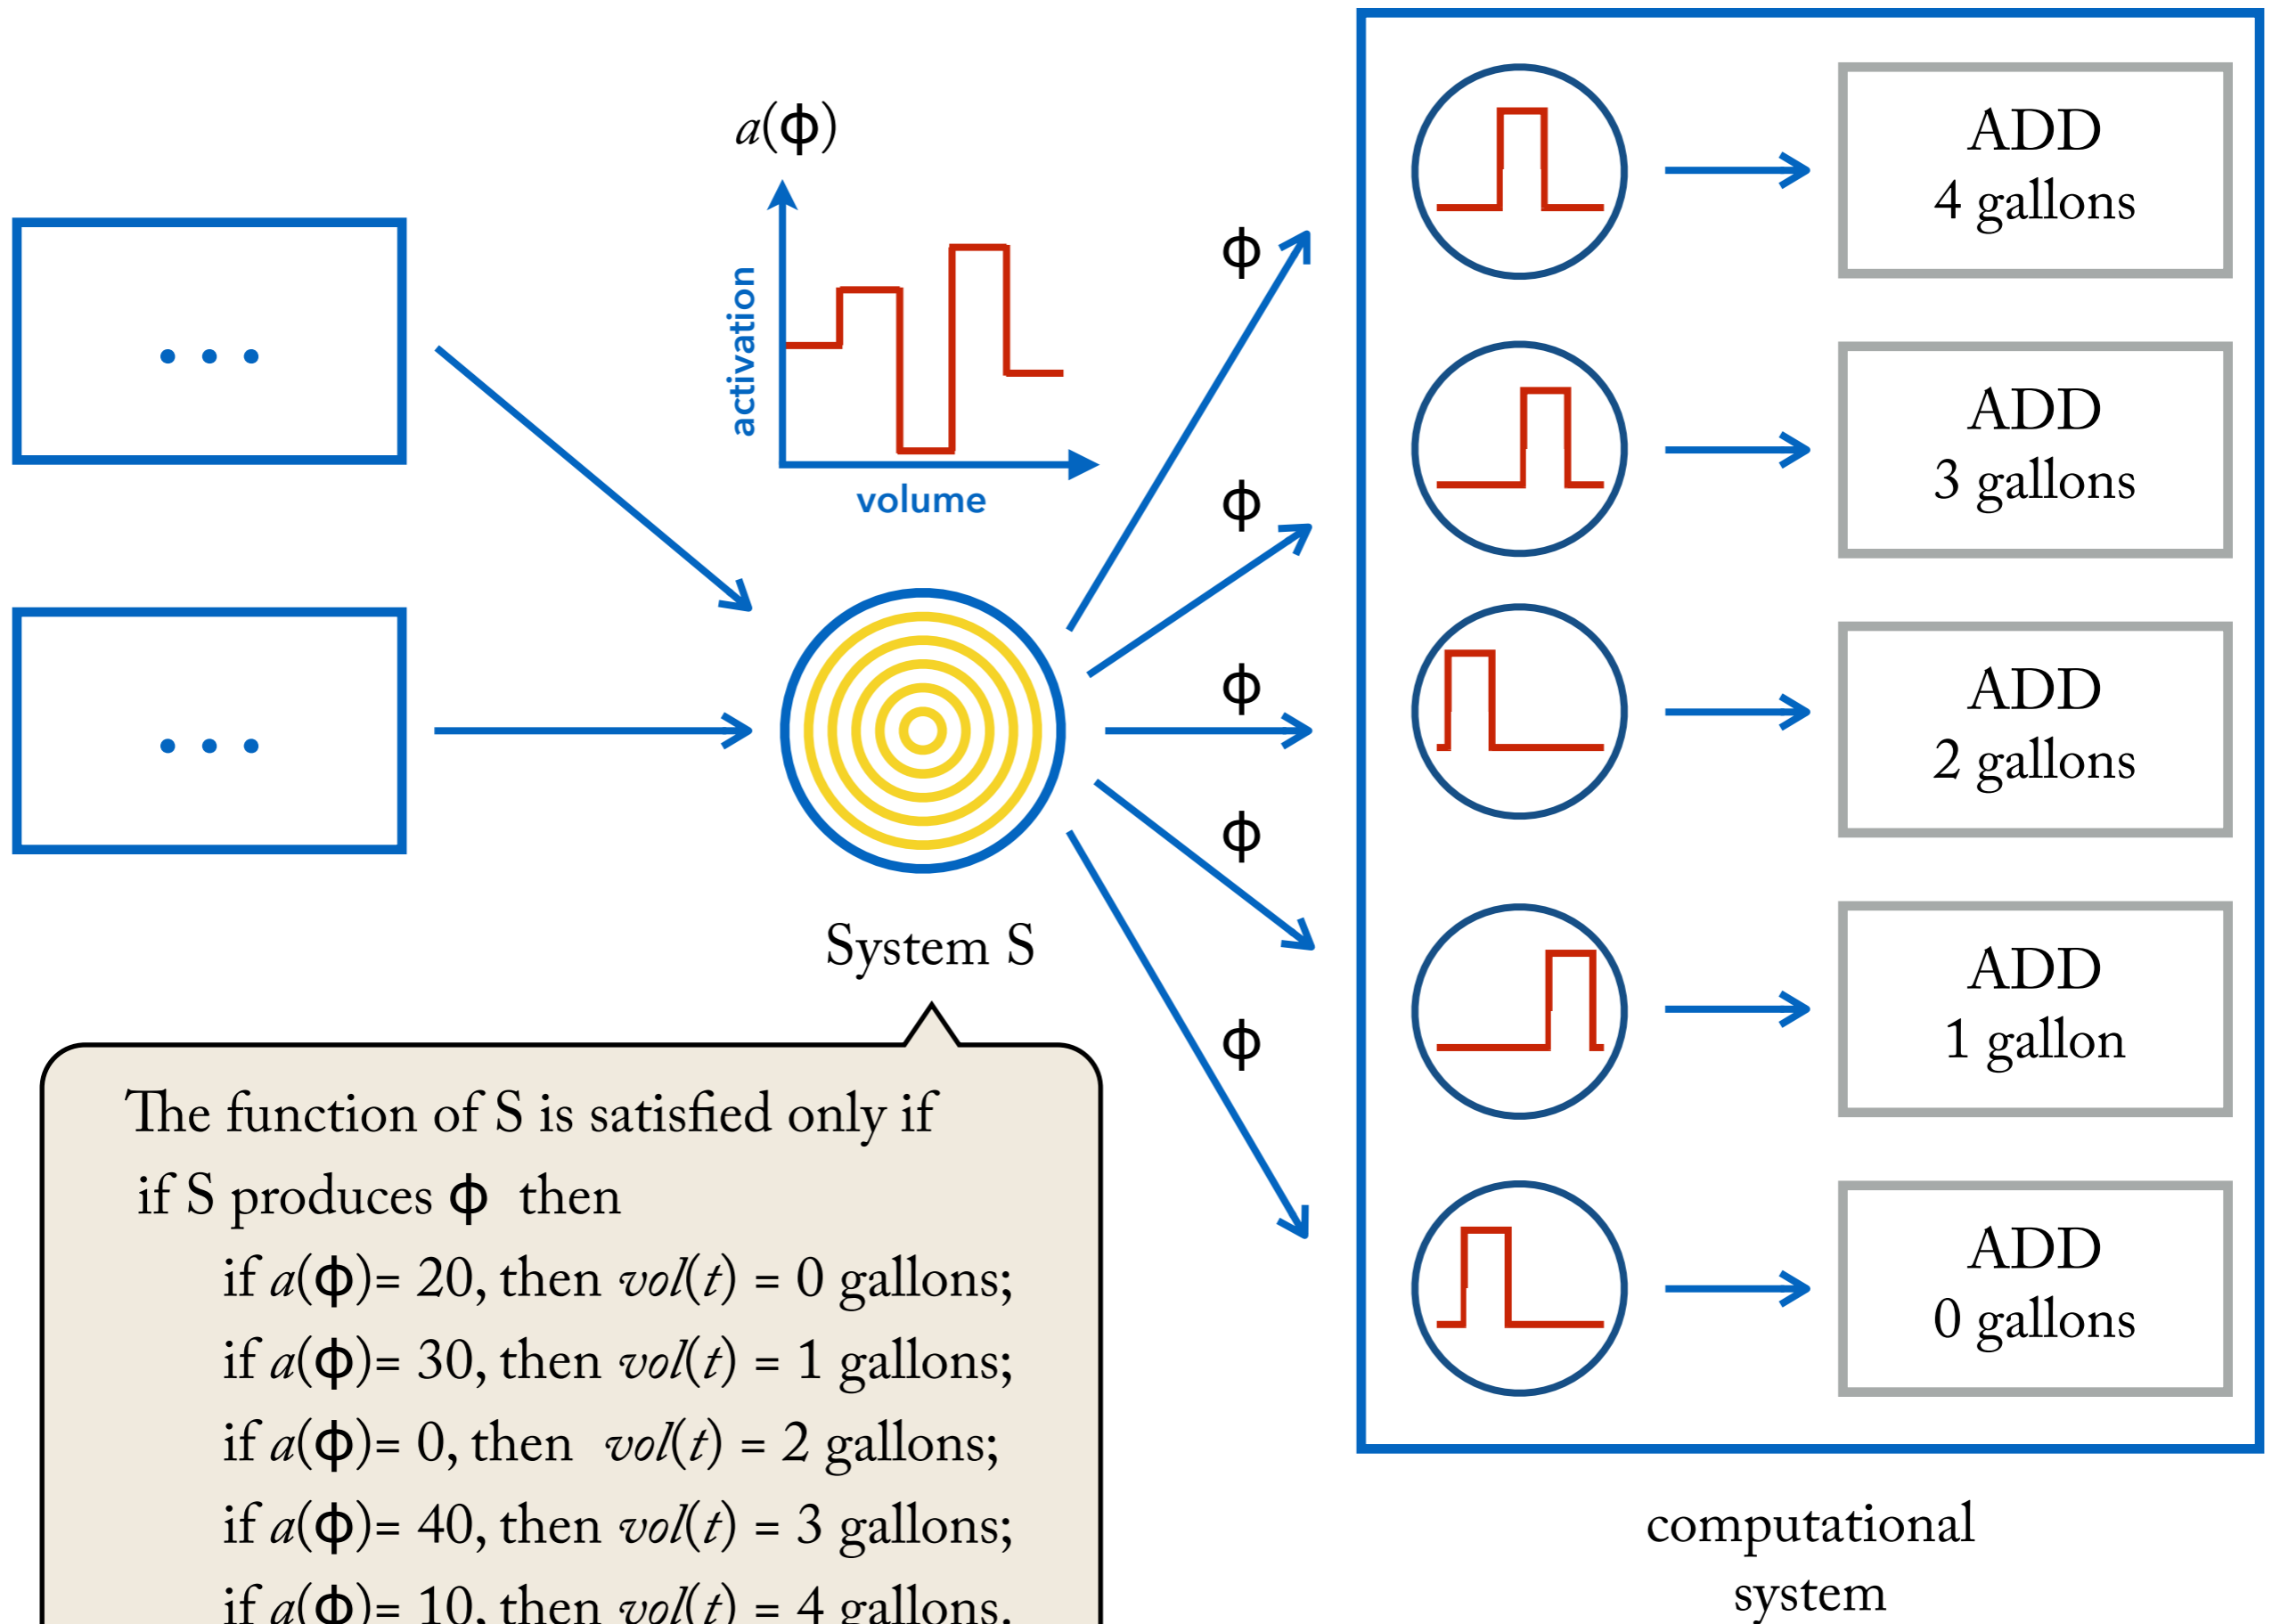 a(ϕ)
activation
volume
ϕ
ϕ
ϕ
ϕ
ϕ
System S
The function of S is satisfied only if
if S produces ϕ then
if a(ϕ)= 20, then vol(t) = 0 gallons;
if a(ϕ)= 30, then vol(t) = 1 gallons;
if a(ϕ)= 0, then vol(t) = 2 gallons;
if a(ϕ)= 40, then vol(t) = 3 gallons;
if a(ϕ)= 10, then vol(t) = 4 gallons.
ADD
4 gallons
ADD
3 gallons
ADD
2 gallons
ADD
1 gallon
ADD
0 gallons
computational
system